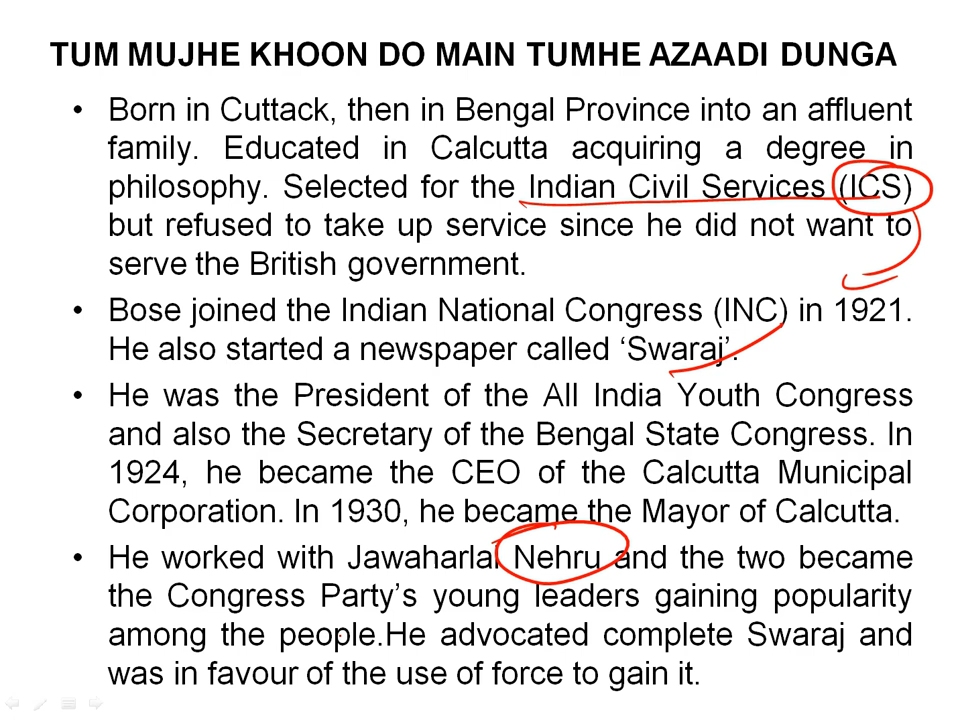 TUM MUJHE KHOON DO MAIN TUMHE AZAADI DUNGA
• Born in Cuttack, then in Bengal Province into an affluent
family. Educated in Calcutta acquiring a degree in
philosophy. Selected for the Indian Civil Services (ICS)
but refused to take up service since he did not want to
serve the British government.
• Bose joined the Indian National Congress (INC) in 1921.
He also started a newspaper called ‘Swaraj’.
• He was the President of the All India Youth Congress
and also the Secretary of the Bengal State Congress. In
1924, he became the CEO of the Calcutta Municipal
Corporation. In 1930, he became the Mayor of Calcutta.
• He worked with Jawaharlal Nehru and the two became
the Congress Party’s young leaders gaining popularity
among the people.He advocated complete Swaraj and
was in favour of the use of force to gain it.